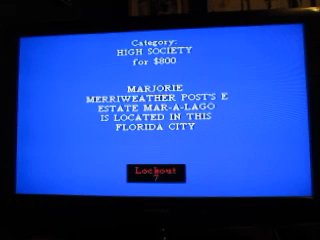 Category:
HIGH SOCIETY
for $800
MARJORIE
MERRIWEATHER POST'S E
ESTATE MAR-A-LAGO
IS LOCATED IN THIS
FLORIDA CITY
Lockout
7